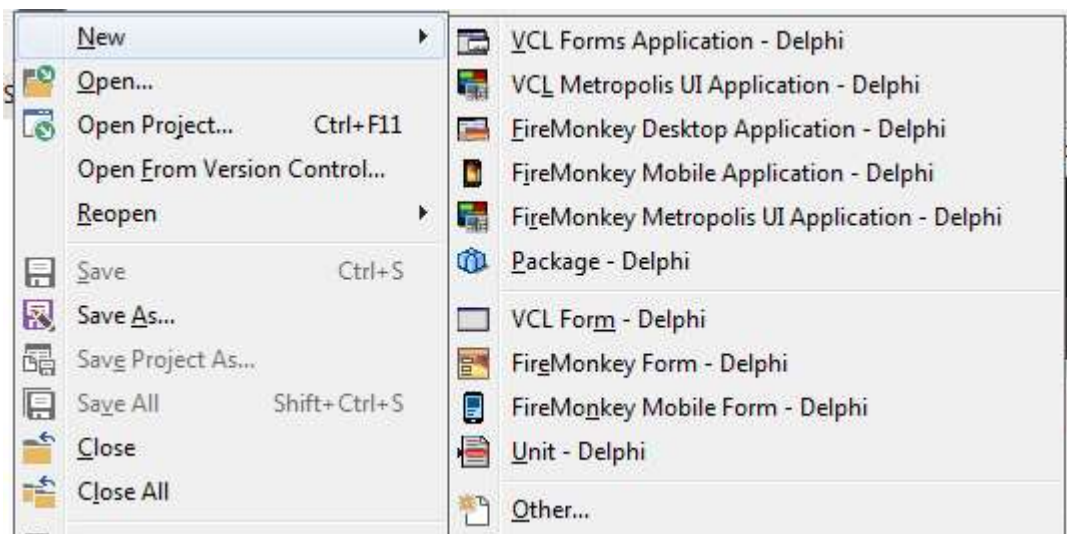 New
Open...
Open Project... Ctrl+F11
Open From Version Control...
Reopen
Save Ctrl+S
Save As...
Save Project As...
Save All Shift+Ctrl+S
Close
Close All
VCL Forms Application - Delphi
VCL Metropolis UI Application - Delphi
FireMonkey Desktop Application - Delphi
FireMonkey Mobile Application - Delphi
FireMonkey Metropolis UI Application - Delphi
Package - Delphi
VCL Form - Delphi
FireMonkey Form - Delphi
FireMonkey Mobile Form - Delphi
Unit - Delphi
Other...